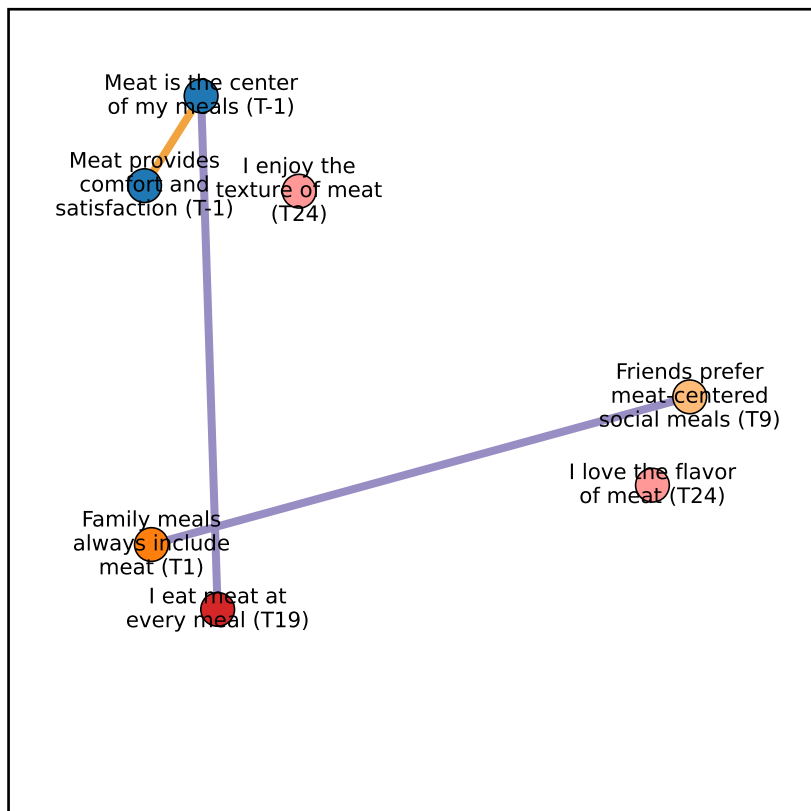 Meat is the center
of my meals (T-1)
Meat provides
comfort and
satisfaction (T-1)
I enjoy the
texture of meat
(T24)
Friends prefer
meat-centered
social meals (T9)
I love the flavor
of meat (T24)
Family meals
always include
meat (T1)
I eat meat at
every meal (T19)